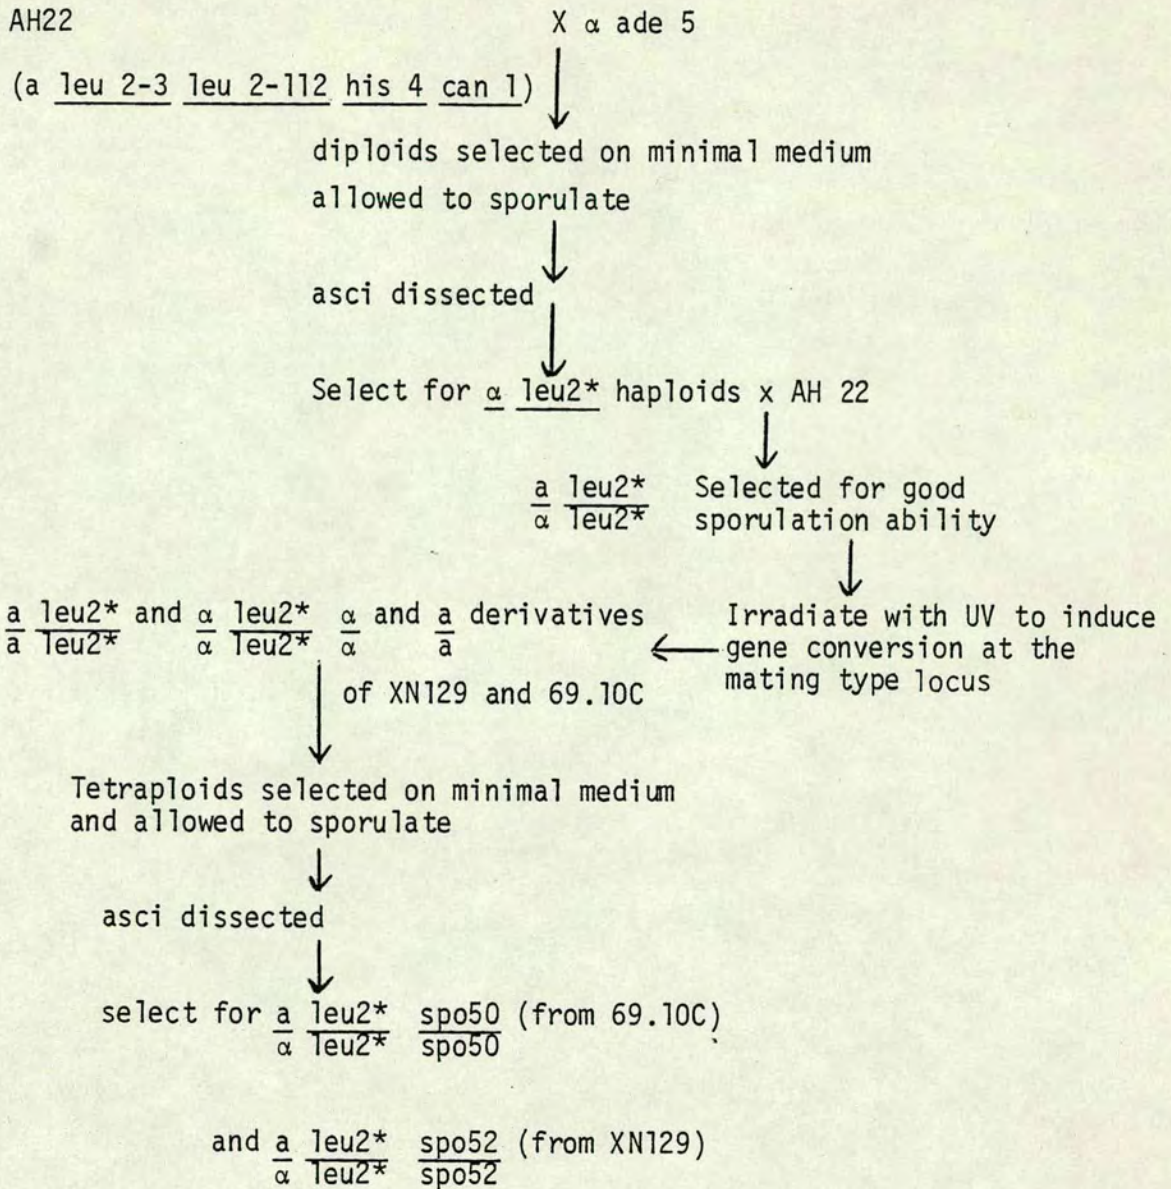 AH22 X α ade 5
(a leu 2-3 leu 2-112 his 4 can 1)
diploids selected on minimal medium
allowed to sporulate
asci dissected
Select for α leu2* haploids x AH 22
a leu2*
α leu2*
Selected for good
sporulation ability
Irradiate with UV to induce
gene conversion at the
mating type locus
a leu2* and α leu2* α and a derivatives
a leu2* α leu2* α a
of XN129 and 69.10C
Tetraploids selected on minimal medium
and allowed to sporulate
asci dissected
select for a leu2* spo50 (from 69.10C)
α leu2* spo50
and a leu2* spo52 (from XN129)
α leu2* spo52